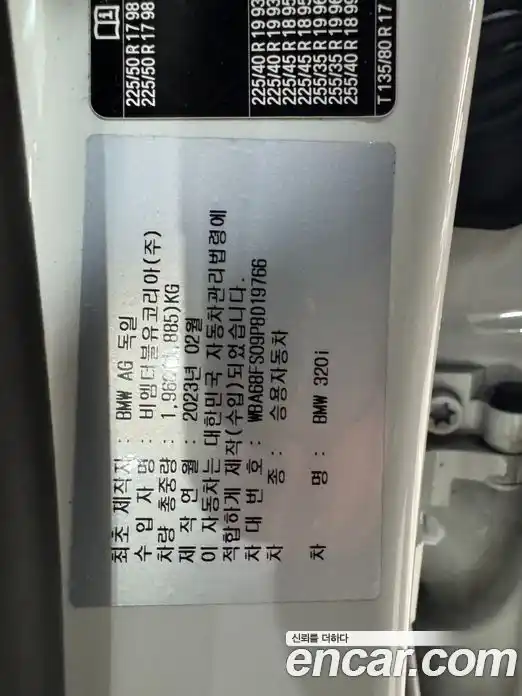 225/50 R 17 98
225/50 R 17 98
225/40 R 19 93
225/40 R 19 93
225/45 R 18 95
225/45 R 18 95
255/35 R 19 96
255/35 R 19 96
255/40 R 18 99
T 135/80 R 17
최초 제작자 : BMW AG 독일
수 입 자 명 : 비엠더블유코리아(주)
차량 총중량 : 885)KG
제 작 연 월 : 2023년 02월
이 자동차는 대한민국 자동차관리법령에
적합하게 제작(수입)되었습니다.
차 대 번 호 : WBA68FS09P8D19766
차 종 : 승용자동차
차 명 : BMW 320i
신뢰를 더하다
encar.com